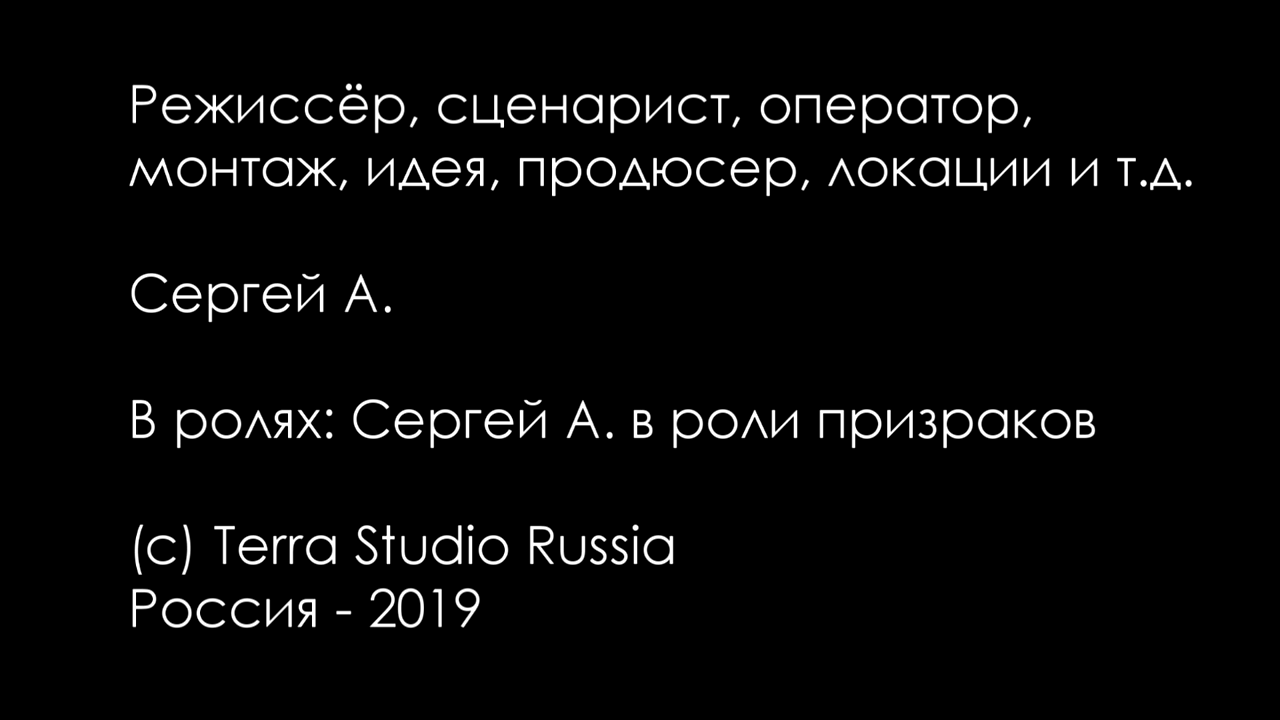 Режиссёр, сценарист, оператор,
монтаж, идея, продюсер, локации и т.д.
Сергей А.
В ролях: Сергей А. в роли призраков
(c) Terra Studio Russia
Россия - 2019